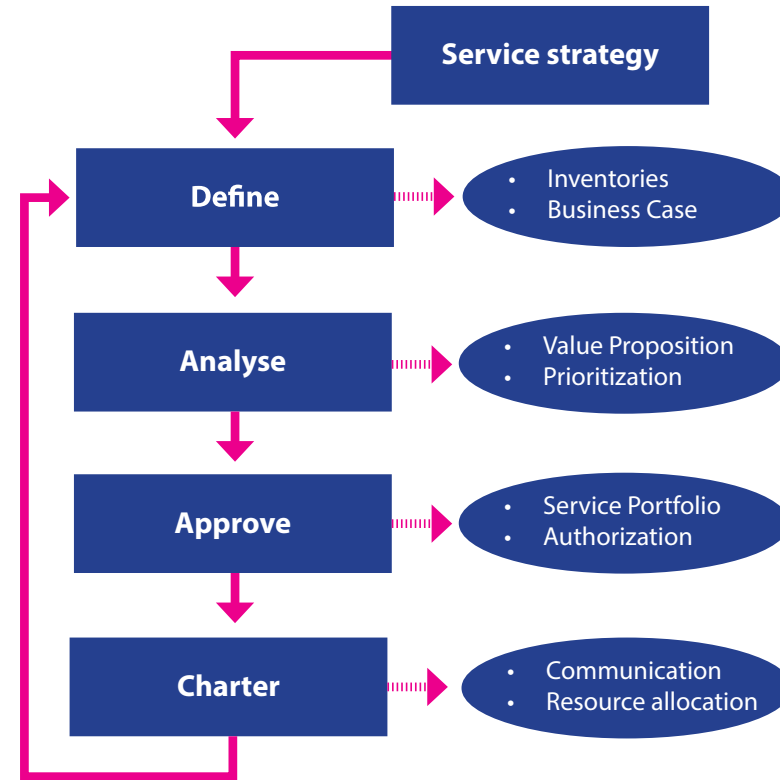 Service strategy
Define
• Inventories
• Business Case
Analyse
• Value Proposition
• Prioritization
Approve
• Service Portfolio
• Authorization
Charter
• Communication
• Resource allocation